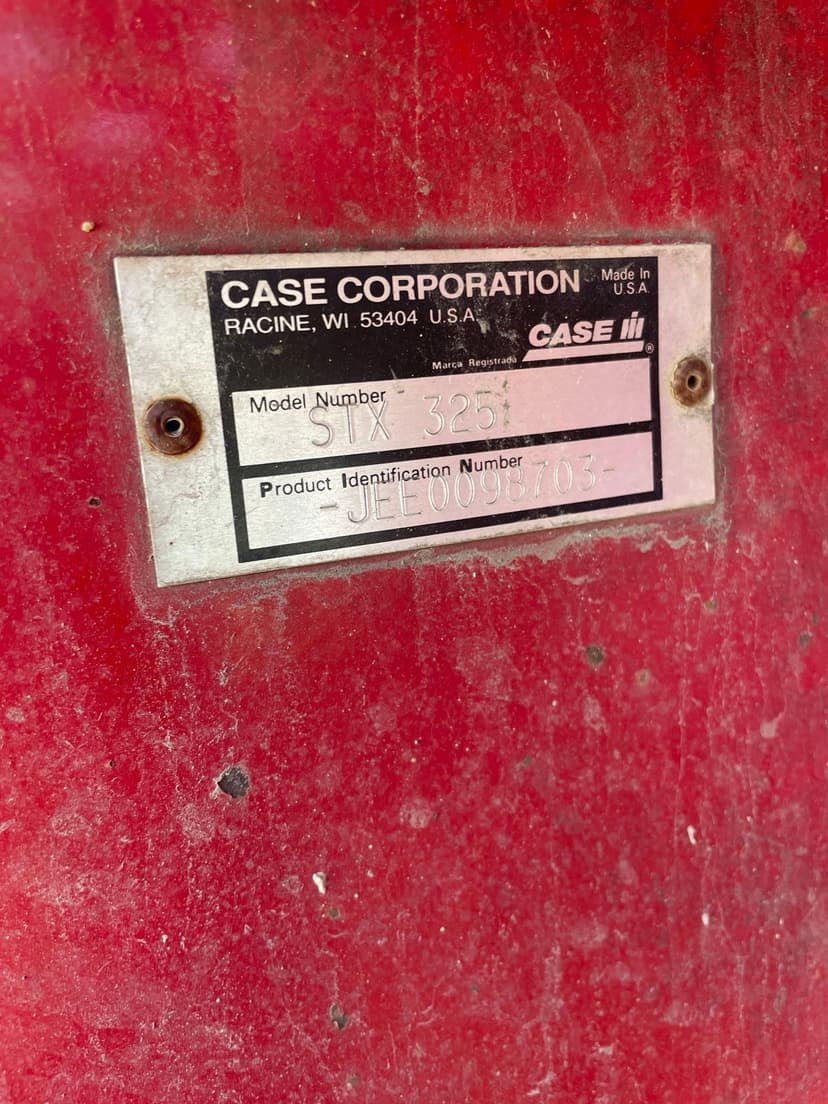 CASE CORPORATION
Made In
U.S.A.
RACINE, WI 53404 U.S.A.
CASE IH®
Marca Registrada
Model Number
STX 325
Product Identification Number
-JEE0098703-